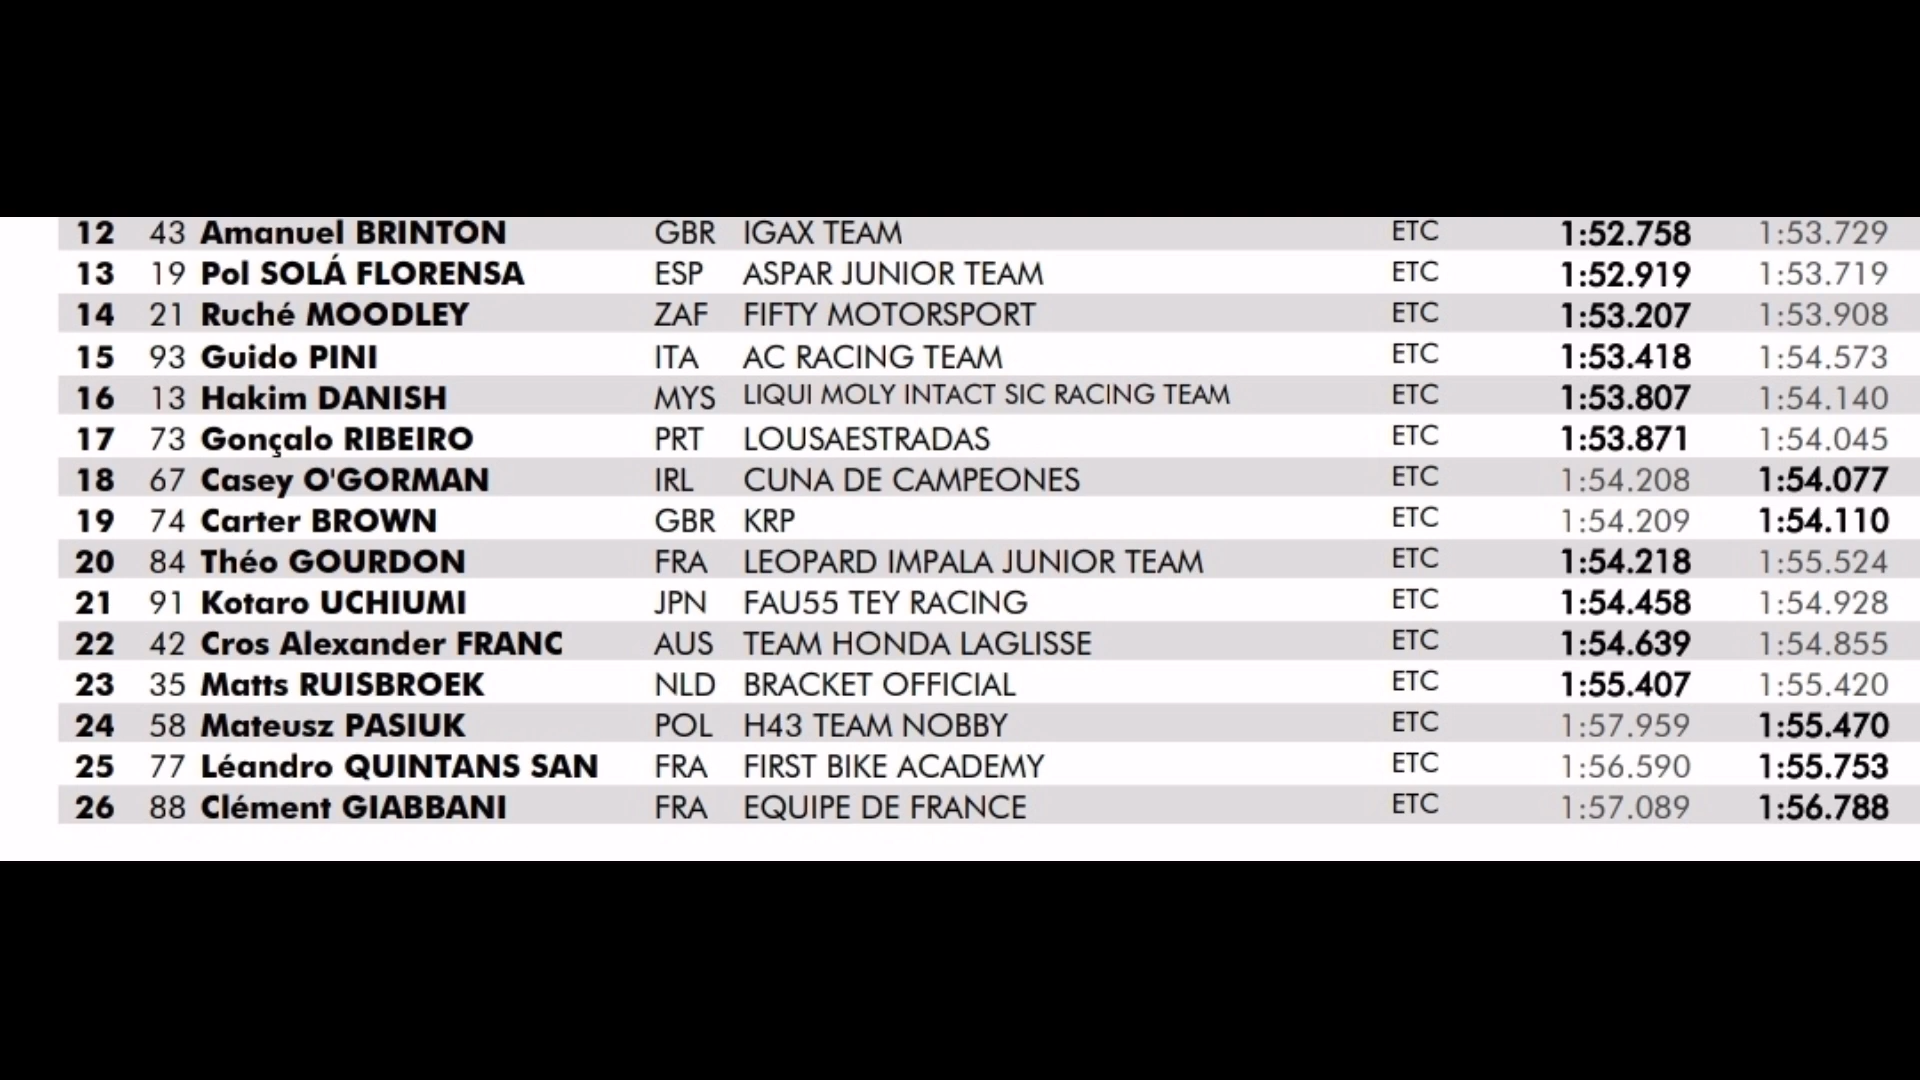 12 43 Amanuel BRINTON GBR IGAX TEAM ETC 1:52.758 1:53.729
13 19 Pol SOLÁ FLORENSA ESP ASPAR JUNIOR TEAM ETC 1:52.919 1:53.719
14 21 Ruché MOODLEY ZAF FIFTY MOTORSPORT ETC 1:53.207 1:53.908
15 93 Guido PINI ITA AC RACING TEAM ETC 1:53.418 1:54.573
16 13 Hakim DANISH MYS LIQUI MOLY INTACT SIC RACING TEAM ETC 1:53.807 1:54.140
17 73 Gonçalo RIBEIRO PRT LOUSAESTRADAS ETC 1:53.871 1:54.045
18 67 Casey O'GORMAN IRL CUNA DE CAMPEONES ETC 1:54.208 1:54.077
19 74 Carter BROWN GBR KRP ETC 1:54.209 1:54.110
20 84 Théo GOURDON FRA LEOPARD IMPALA JUNIOR TEAM ETC 1:54.218 1:55.524
21 91 Kotaro UCHIUMI JPN FAU55 TEY RACING ETC 1:54.458 1:54.928
22 42 Cros Alexander FRANC AUS TEAM HONDA LAGLISSE ETC 1:54.639 1:54.855
23 35 Matts RUISBROEK NLD BRACKET OFFICIAL ETC 1:55.407 1:55.420
24 58 Mateusz PASIUK POL H43 TEAM NOBBY ETC 1:57.959 1:55.470
25 77 Léandro QUINTANS SAN FRA FIRST BIKE ACADEMY ETC 1:56.590 1:55.753
26 88 Clément GIABBANI FRA EQUIPE DE FRANCE ETC 1:57.089 1:56.788